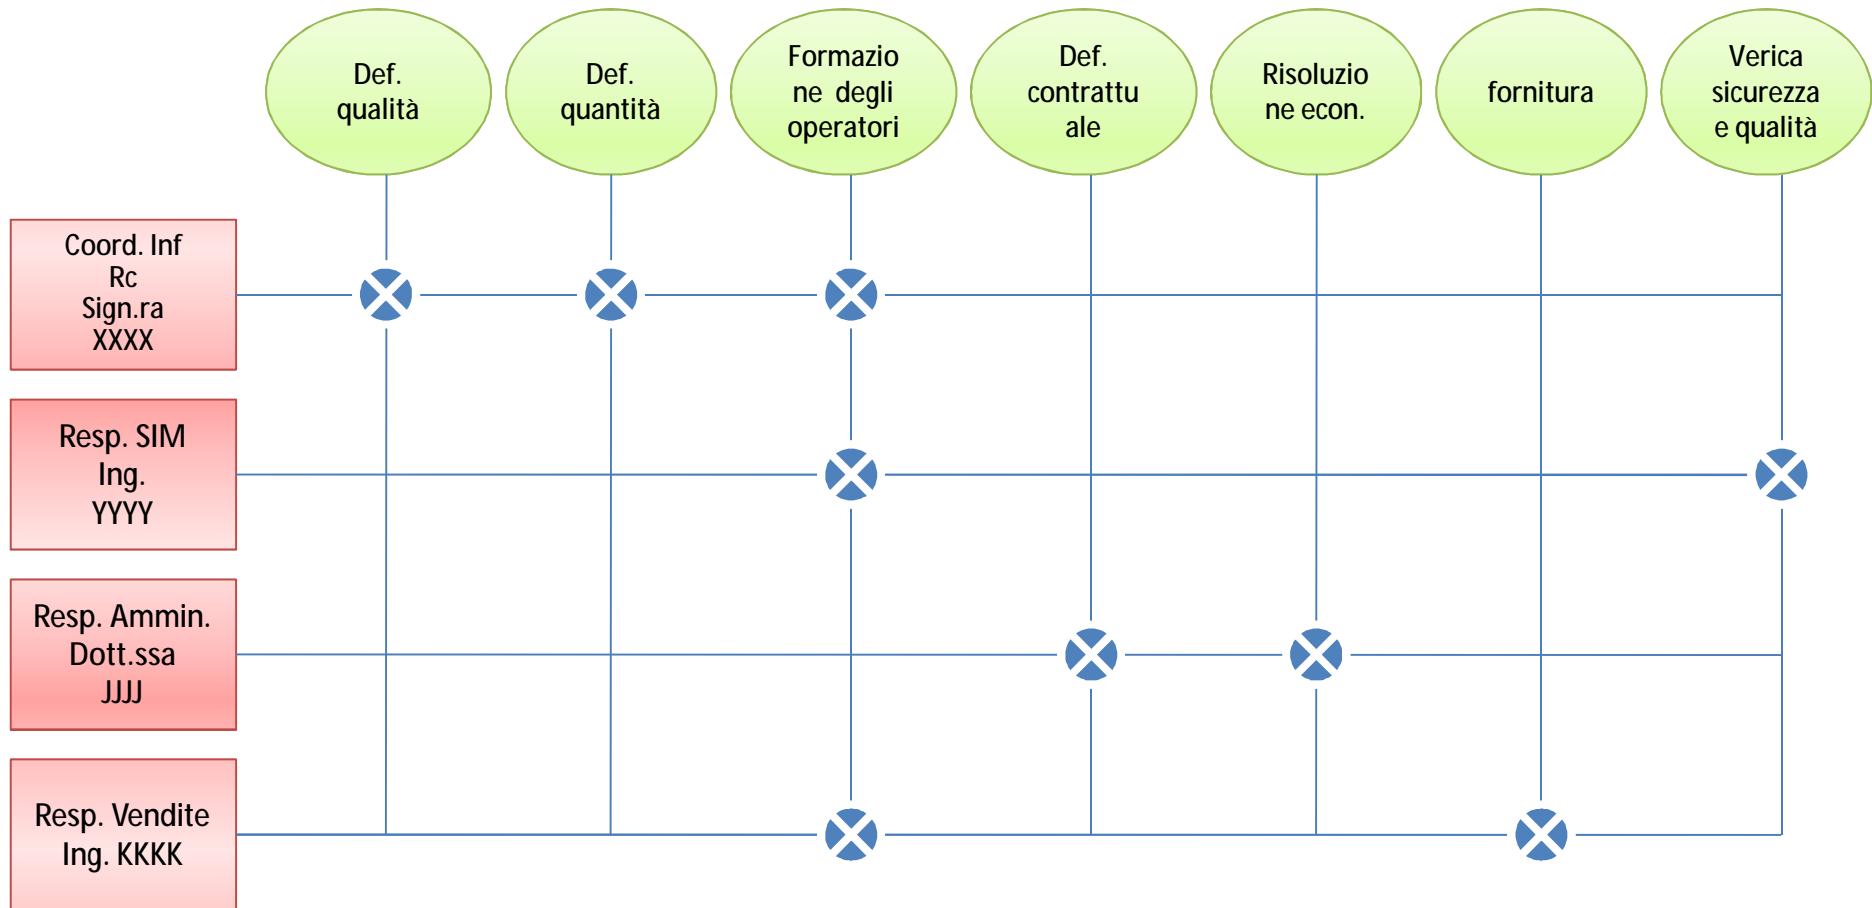 Def.
qualità
Def.
quantità
Formazio
ne degli
operatori
Def.
contrattu
ale
Risoluzio
ne econ.
fornitura
Verica
sicurezza
e qualità
Coord. Inf
Rc
Sign.ra
XXXX
Resp. SIM
Ing.
YYYY
Resp. Ammin.
Dott.ssa
JJJJ
Resp. Vendite
Ing. KKKK